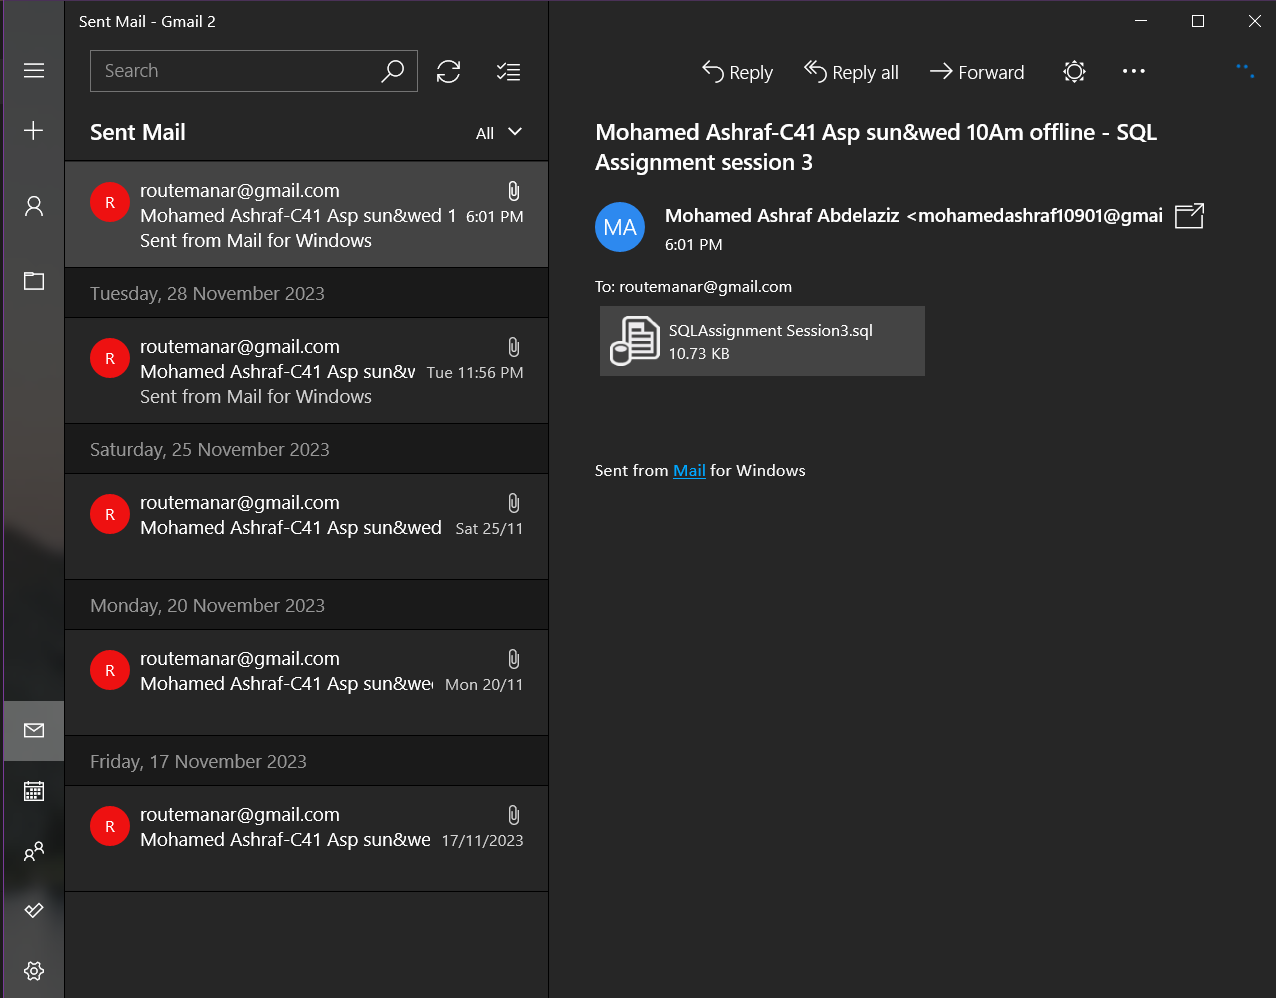 Sent Mail - Gmail 2
Search
Sent Mail
All
R
routemanar@gmail.com
Mohamed Ashraf-C41 Asp sun&wed 1 6:01 PM
Sent from Mail for Windows
Tuesday, 28 November 2023
R
routemanar@gmail.com
Mohamed Ashraf-C41 Asp sun&w Tue 11:56 PM
Sent from Mail for Windows
Saturday, 25 November 2023
R
routemanar@gmail.com
Mohamed Ashraf-C41 Asp sun&wed Sat 25/11
Monday, 20 November 2023
R
routemanar@gmail.com
Mohamed Ashraf-C41 Asp sun&wed Mon 20/11
Friday, 17 November 2023
R
routemanar@gmail.com
Mohamed Ashraf-C41 Asp sun&we 17/11/2023
Reply Reply all Forward
Mohamed Ashraf-C41 Asp sun&wed 10Am offline - SQL
Assignment session 3
MA
Mohamed Ashraf Abdelaziz <mohamedashraf10901@gmai
6:01 PM
To: routemanar@gmail.com
SQLAssignment Session3.sql
10.73 KB
Sent from Mail for Windows